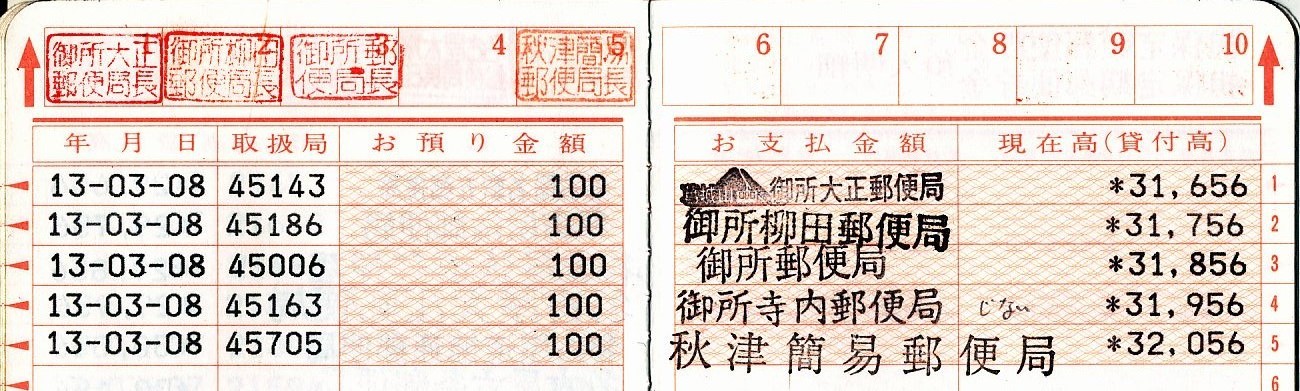 1 2 3 4 5 6 7 8 9 10
御所大正郵便局長
御所柳田郵便局長
御所郵便局長
秋津簡易郵便局長
年月日 取扱局 お預り金額 お支払金額 現在高(貸付高)
13-03-08 45143 100 御所大正郵便局 *31,656 1
13-03-08 45186 100 御所柳田郵便局 *31,756 2
13-03-08 45006 100 御所郵便局 *31,856 3
13-03-08 45163 100 御所寺内郵便局 じない *31,956 4
13-03-08 45705 100 秋津簡易郵便局 *32,056 5
6